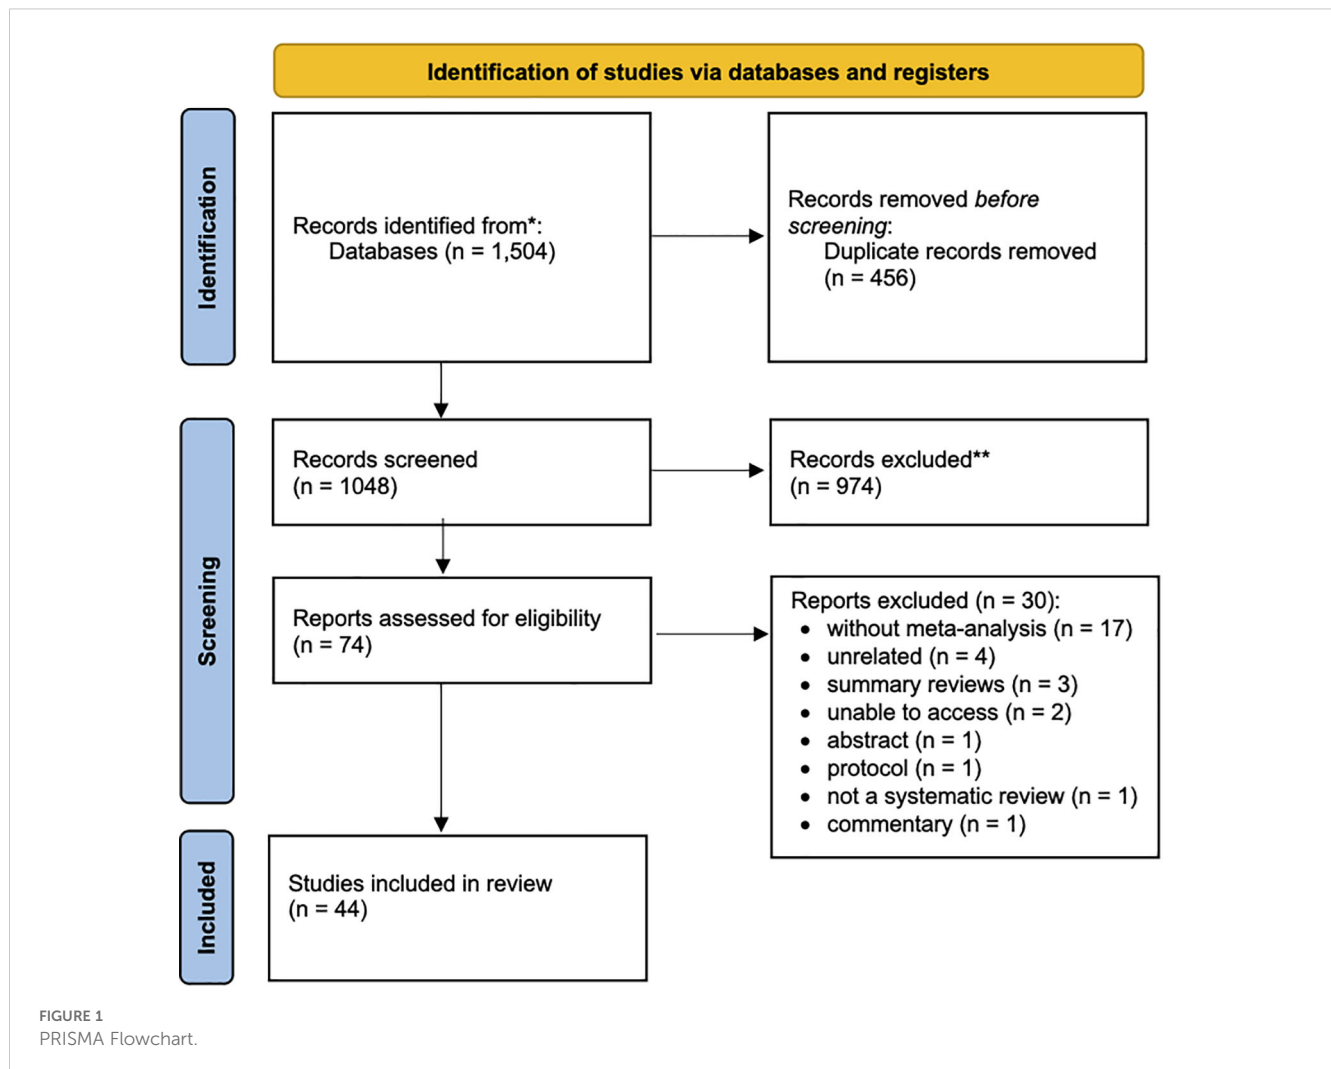 Identification of studies via databases and registers
Identification
Records identified from*:
Databases (n = 1,504)
Records removed before
screening:
Duplicate records removed
(n = 456)
Screening
Records screened
(n = 1048)
Records excluded**
(n = 974)
Reports assessed for eligibility
(n = 74)
Reports excluded (n = 30):
• without meta-analysis (n = 17)
• unrelated (n = 4)
• summary reviews (n = 3)
• unable to access (n = 2)
• abstract (n = 1)
• protocol (n = 1)
• not a systematic review (n = 1)
• commentary (n = 1)
Included
Studies included in review
(n = 44)
FIGURE 1
PRISMA Flowchart.